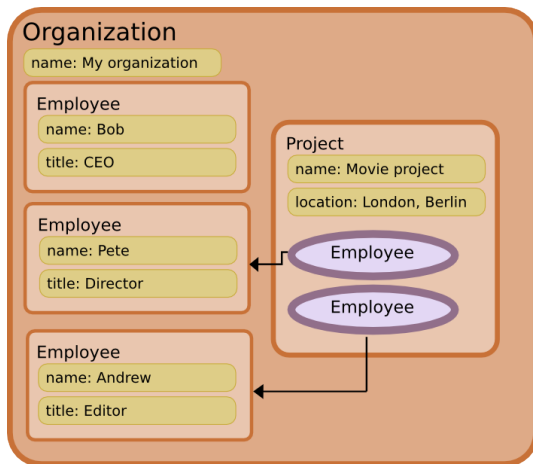 Organization
name: My organization
Employee
name: Bob
title: CEO
Employee
name: Pete
title: Director
Employee
name: Andrew
title: Editor
Project
name: Movie project
location: London, Berlin
Employee
Employee